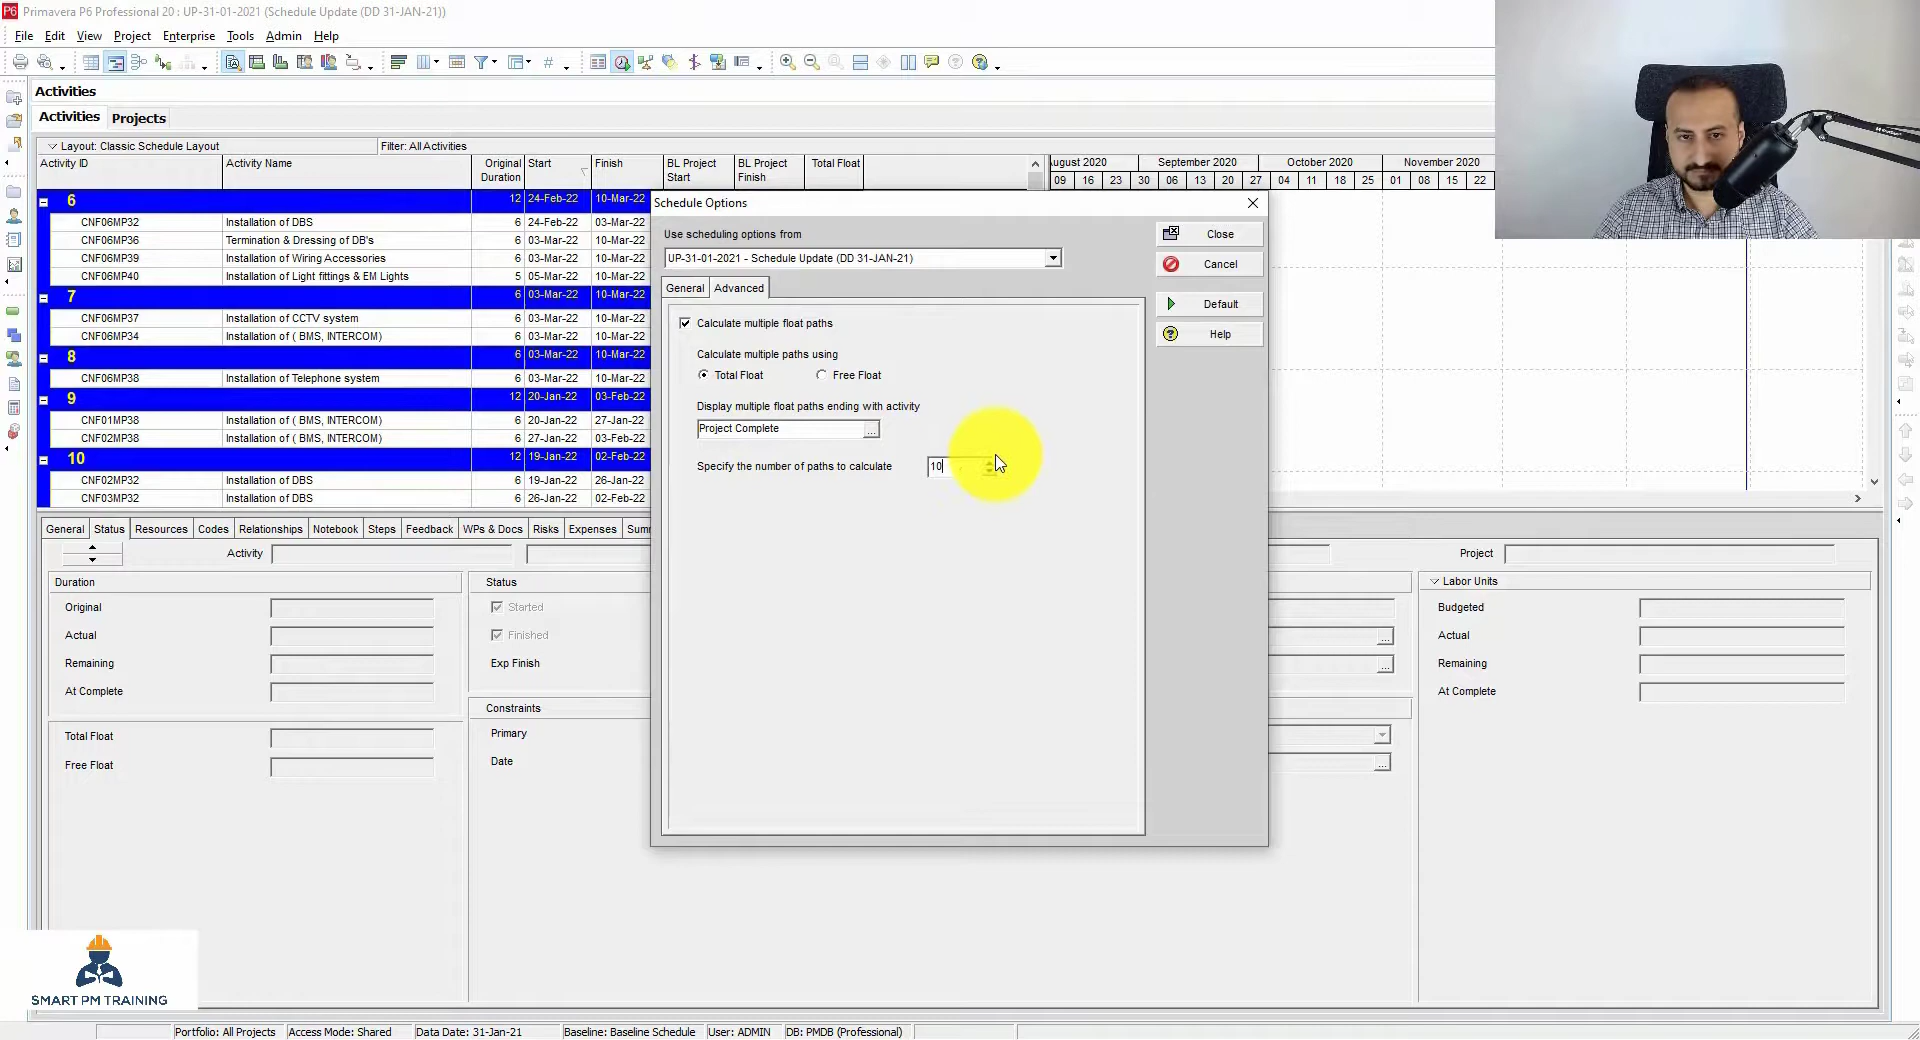 P6 Primavera P6 Professional 20 : UP-31-01-2021 (Schedule Update (DD 31-JAN-21))
File Edit View Project Enterprise Tools Admin Help
Activities
Activities Projects
Layout: Classic Schedule Layout Filter: All Activities
Activity ID Activity Name Original Duration Start Finish BL Project Start BL Project Finish Total Float
ugust 2020 September 2020 October 2020 November 2020
09 16 23 30 06 13 20 27 04 11 18 25 01 08 15 22
6 12 24-Feb-22 10-Mar-22
CNF06MP32 Installation of DBS 6 24-Feb-22 03-Mar-22
CNF06MP36 Termination & Dressing of DB's 6 03-Mar-22 10-Mar-22
CNF06MP39 Installation of Wiring Accessories 6 03-Mar-22 10-Mar-22
CNF06MP40 Installation of Light fittings & EM Lights 5 05-Mar-22 10-Mar-22
7 6 03-Mar-22 10-Mar-22
CNF06MP37 Installation of CCTV system 6 03-Mar-22 10-Mar-22
CNF06MP34 Installation of ( BMS, INTERCOM) 6 03-Mar-22 10-Mar-22
8 6 03-Mar-22 10-Mar-22
CNF06MP38 Installation of Telephone system 6 03-Mar-22 10-Mar-22
9 12 20-Jan-22 03-Feb-22
CNF01MP38 Installation of ( BMS, INTERCOM) 6 20-Jan-22 27-Jan-22
CNF02MP38 Installation of ( BMS, INTERCOM) 6 27-Jan-22 03-Feb-22
10 12 19-Jan-22 02-Feb-22
CNF02MP32 Installation of DBS 6 19-Jan-22 26-Jan-22
CNF03MP32 Installation of DBS 6 26-Jan-22 02-Feb-22
Schedule Options
Use scheduling options from
UP-31-01-2021 - Schedule Update (DD 31-JAN-21)
General Advanced
Calculate multiple float paths
Calculate multiple paths using
Total Float Free Float
Display multiple float paths ending with activity
Project Complete ...
Specify the number of paths to calculate 10
Close
Cancel
Default
Help
General Status Resources Codes Relationships Notebook Steps Feedback WPs & Docs Risks Expenses Sumn
Activity Project
Duration
Original
Actual
Remaining
At Complete
Total Float
Free Float
Status
Started
Finished
Exp Finish
Constraints
Primary
Date
Labor Units
Budgeted
Actual
Remaining
At Complete
SMART PM TRAINING
Portfolio: All Projects Access Mode: Shared Data Date: 31-Jan-21 Baseline: Baseline Schedule User: ADMIN DB: PMDB (Professional)